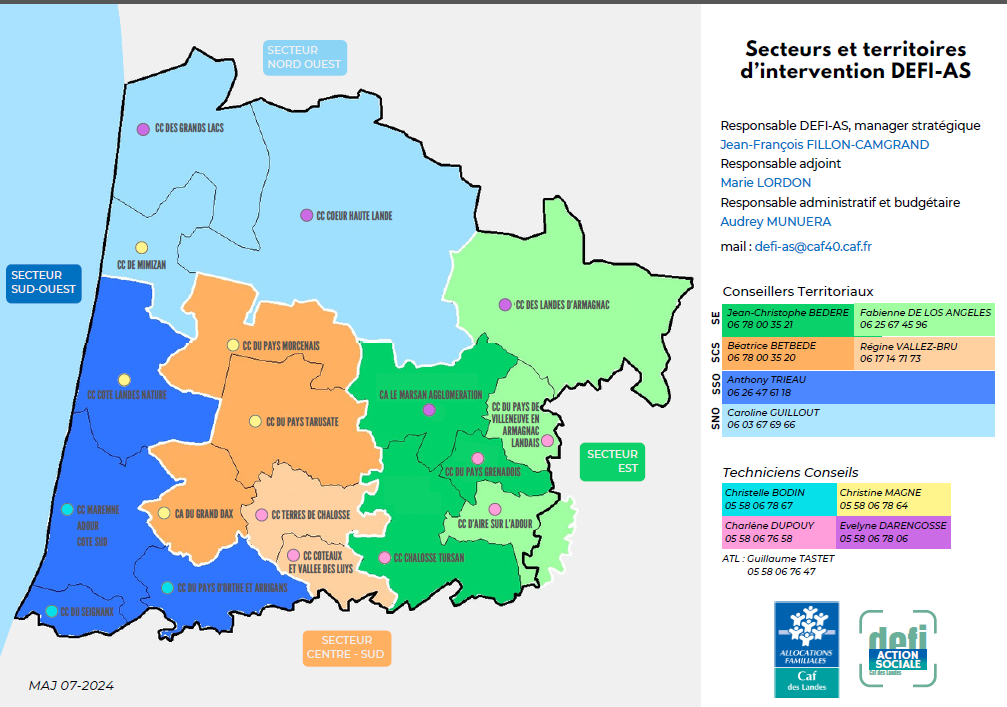 SECTEUR
NORD OUEST
CC DES GRANDS LACS
CC COEUR HAUTE LANDE
CC DE MIMIZAN
SECTEUR
SUD-OUEST
CC DES LANDES D'ARMAGNAC
CC DU PAYS MORCENAIS
CC COTE LANDES NATURE
CA LE MARSAN AGGLOMERATION
CC DU PAYS DE
VILLENEUVE EN
ARMAGNAC
LANDAIS
CC DU PAYS TARUSATE
SECTEUR
EST
CC DU PAYS GRENADOIS
CC MAREMNE
ADOUR
COTE SUD
CA DU GRAND DAX
CC TERRES DE CHALOSSE
CC D'AIRE SUR L'ADOUR
CC COTEAUX
ET VALLEE DES LUYS
CC CHALOSSE TURSAN
CC DU PAYS D'ORTHE ET ARRIGANS
CC DU SEIGNANX
SECTEUR
CENTRE - SUD
MAJ 07-2024
Secteurs et territoires
d'intervention DEFI-AS
Responsable DEFI-AS, manager stratégique
Jean-François FILLON-CAMGRAND
Responsable adjoint
Marie LORDON
Responsable administratif et budgétaire
Audrey MUNUERA
mail : defi-as@caf40.caf.fr
Conseillers Territoriaux
SE
Jean-Christophe BEDERE
06 78 00 35 21
Fabienne DE LOS ANGELES
06 25 67 45 96
SCS
Béatrice BETBEDE
06 78 00 35 20
Régine VALLEZ-BRU
06 17 14 71 73
SSO
Anthony TRIEAU
06 26 47 61 18
SNO
Caroline GUILLOUT
06 03 67 69 66
Techniciens Conseils
Christelle BODIN
05 58 06 78 67
Christine MAGNE
05 58 06 78 64
Charlène DUPOUY
05 58 06 76 58
Evelyne DARENGOSSE
05 58 06 78 06
ATL : Guillaume TASTET
05 58 06 76 47
ALLOCATIONS
FAMILIALES
Caf
des Landes
defi
ACTION
SOCIALE
Caf des Landes